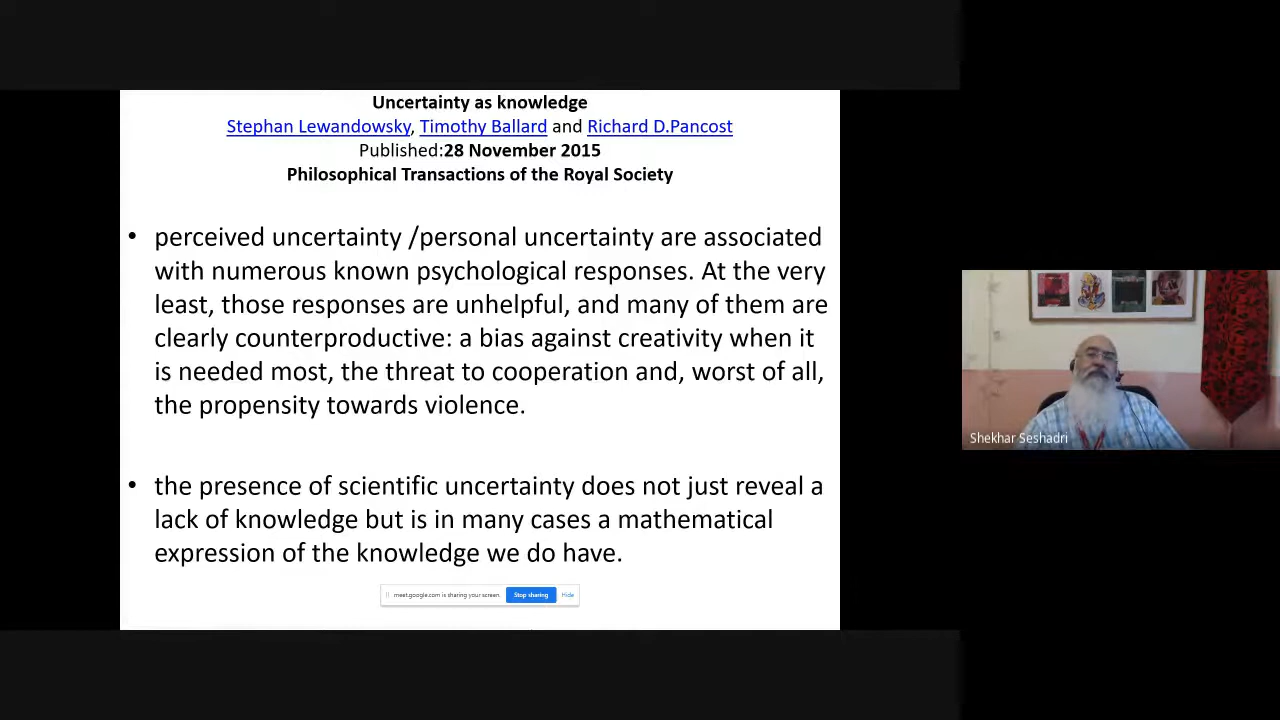 Uncertainty as knowledge
Stephan Lewandowsky, Timothy Ballard and Richard D.Pancost
Published:28 November 2015
Philosophical Transactions of the Royal Society
• perceived uncertainty /personal uncertainty are associated
with numerous known psychological responses. At the very
least, those responses are unhelpful, and many of them are
clearly counterproductive: a bias against creativity when it
is needed most, the threat to cooperation and, worst of all,
the propensity towards violence.
• the presence of scientific uncertainty does not just reveal a
lack of knowledge but is in many cases a mathematical
expression of the knowledge we do have.
meet.google.com is sharing your screen. Stop sharing Hide
Shekhar Seshadri